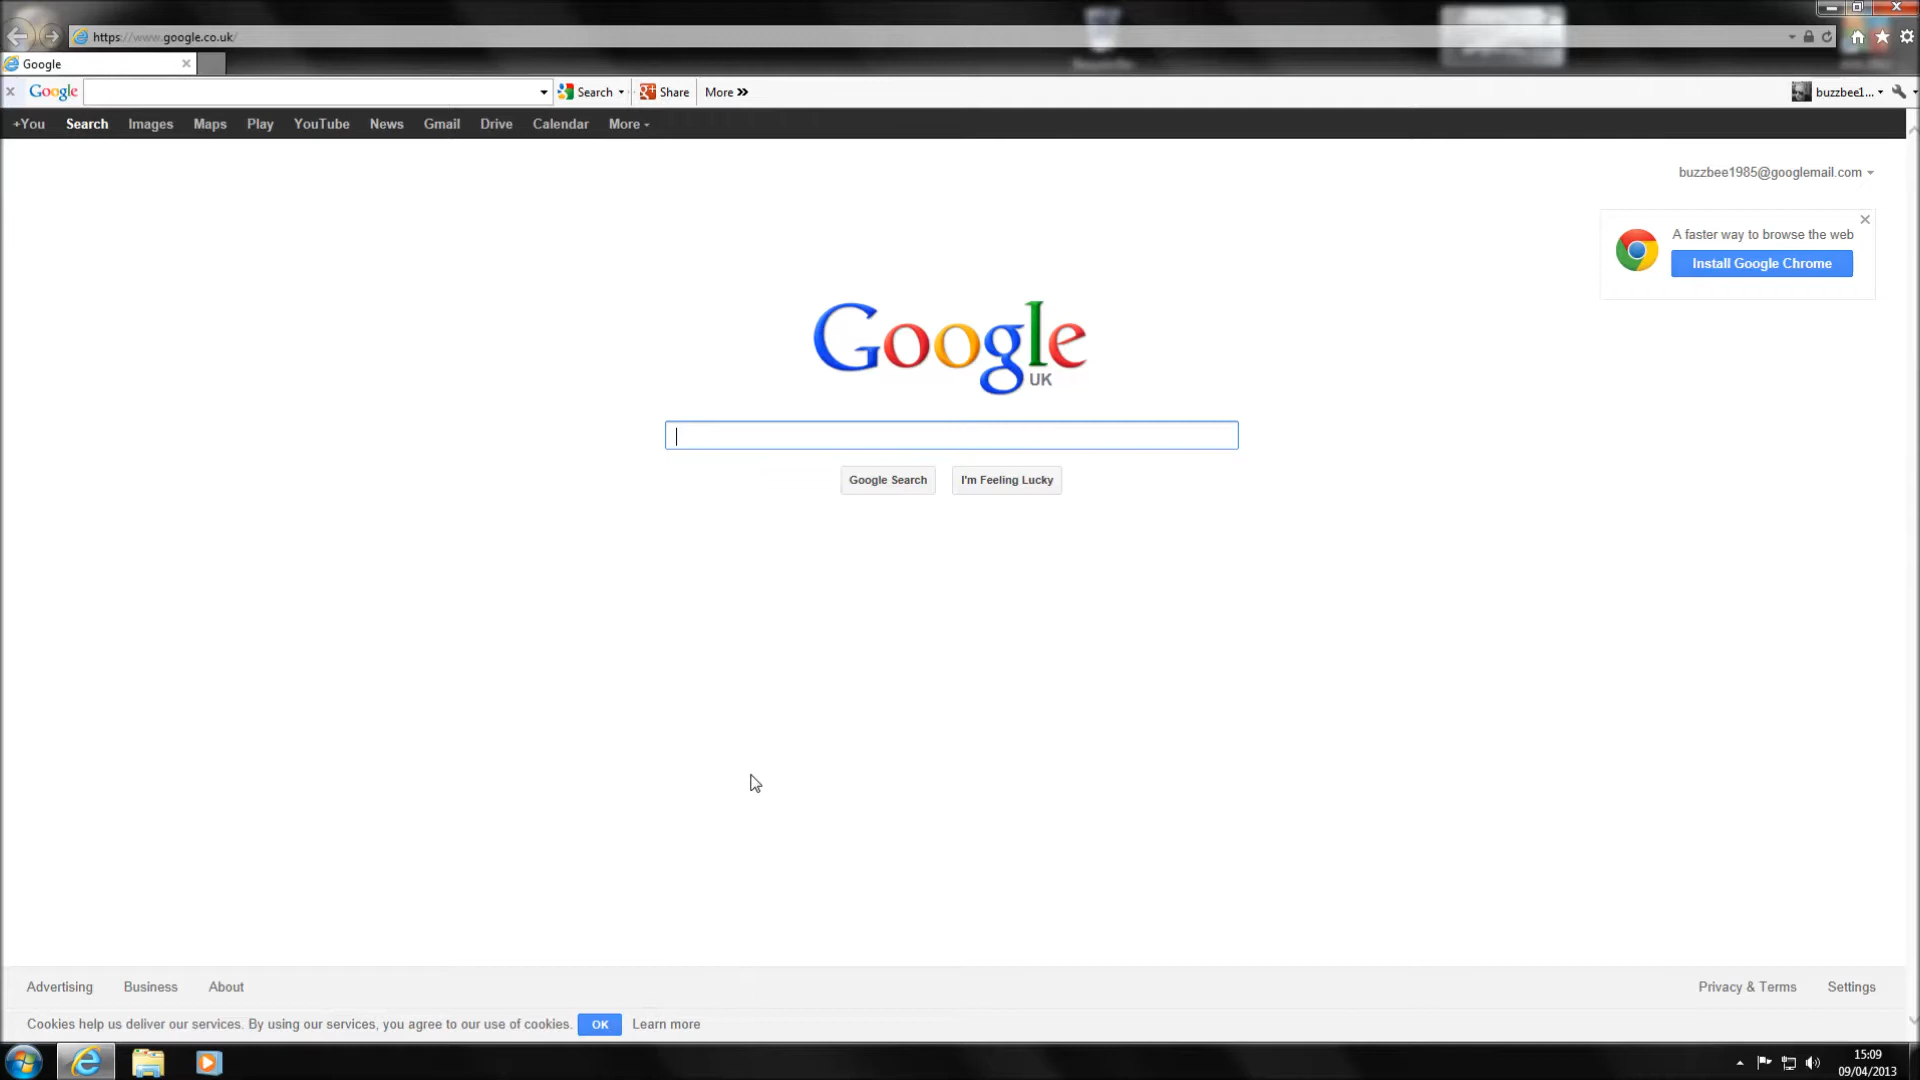 https://www.google.co.uk/
Google
Google Search Share More »
buzzbee1...
+You Search Images Maps Play YouTube News Gmail Drive Calendar More
buzzbee1985@googlemail.com
A faster way to browse the web
Install Google Chrome
Google
UK
Google Search I'm Feeling Lucky
Advertising Business About Privacy & Terms Settings
Cookies help us deliver our services. By using our services, you agree to our use of cookies. OK Learn more
15:09
09/04/2013